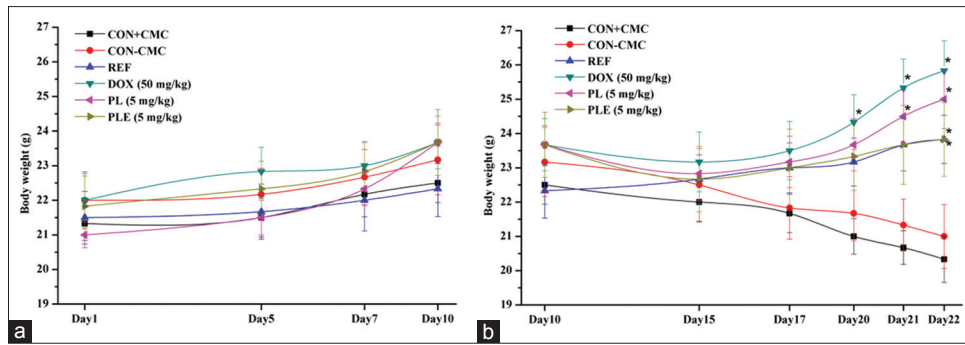 27
26
25
24
23
22
21
20
19
Body weight (g)
CON+CMC
CON-CMC
REF
DOX (50 mg/kg)
PL (5 mg/kg)
PLE (5 mg/kg)
Day1
Day5
Day7
Day10
a
27
26
25
24
23
22
21
20
19
Body weight (g)
CON+CMC
CON-CMC
REF
DOX (50 mg/kg)
PL (5 mg/kg)
PLE (5 mg/kg)
*
*
*
*
*
*
Day10
Day15
Day17
Day20
Day21
Day22
b